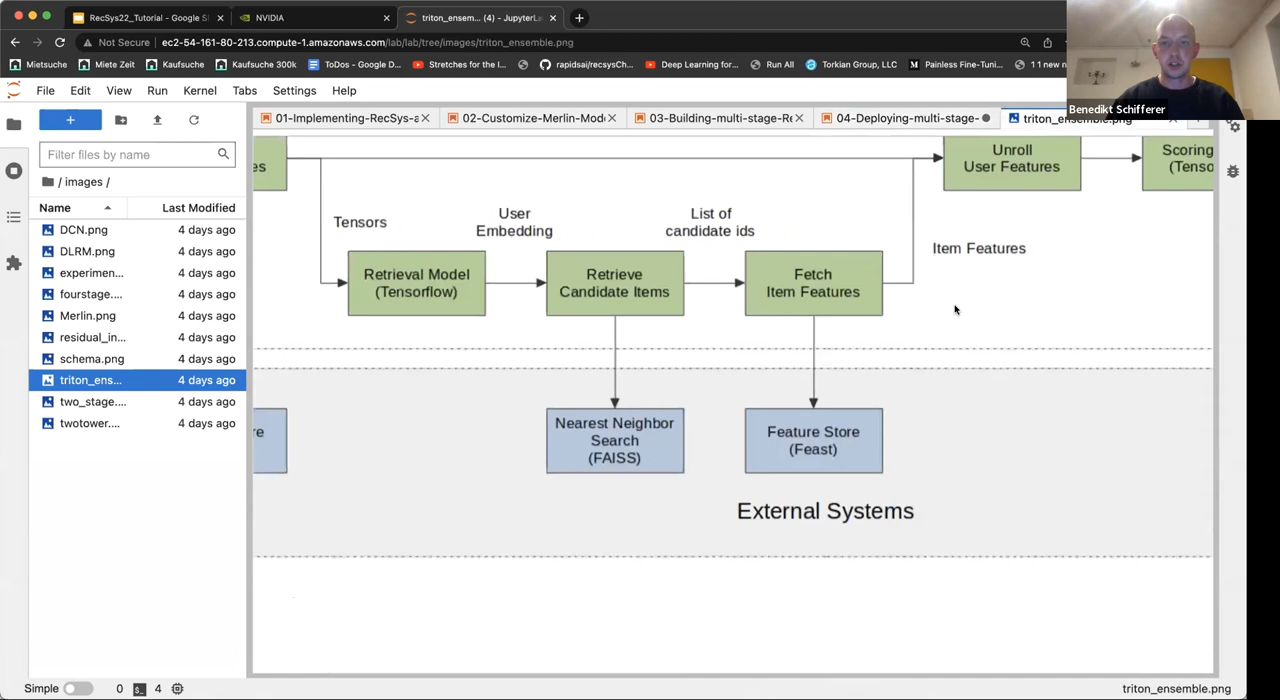 RecSys22_Tutorial - Google Sl
NVIDIA
triton_ensem... (4) - JupyterLa
Not Secure
ec2-54-161-80-213.compute-1.amazonaws.com/lab/lab/tree/images/triton_ensemble.png
Mietsuche
Miete Zeit
Kaufsuche
Kaufsuche 300k
ToDos - Google D...
Stretches for the I...
rapidsai/recsysCh...
Deep Learning for...
Run All
Torkian Group, LLC
Painless Fine-Tuni...
1 1 new n
Benedikt Schifferer
File Edit View Run Kernel Tabs Settings Help
01-Implementing-RecSys-a
02-Customize-Merlin-Mod
03-Building-multi-stage-Re
04-Deploying-multi-stage-
triton_ensemble.png
Filter files by name
/ images /
Name
Last Modified
DCN.png 4 days ago
DLRM.png 4 days ago
experimen... 4 days ago
fourstage.... 4 days ago
Merlin.png 4 days ago
residual_in... 4 days ago
schema.png 4 days ago
triton_ens... 4 days ago
two_stage.... 4 days ago
twotower.... 4 days ago
es
Unroll
User Features
Scoring
(Tenso
Tensors
User
Embedding
List of
candidate ids
Item Features
Retrieval Model
(Tensorflow)
Retrieve
Candidate Items
Fetch
Item Features
re
Nearest Neighbor
Search
(FAISS)
Feature Store
(Feast)
External Systems
Simple
0
4
triton_ensemble.png